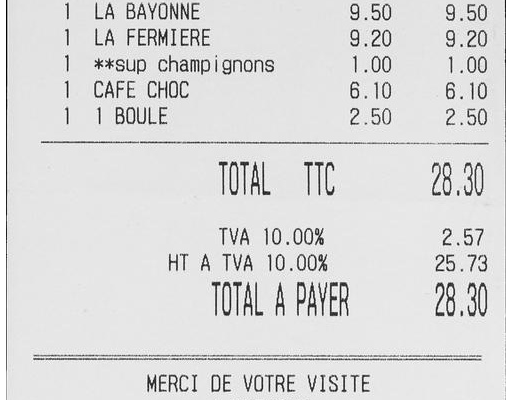 1 LA BAYONNE 9.50 9.50
1 LA FERMIERE 9.20 9.20
1 **sup champignons 1.00 1.00
1 CAFE CHOC 6.10 6.10
1 1 BOULE 2.50 2.50
TOTAL TTC 28.30
TVA 10.00% 2.57
HT A TVA 10.00% 25.73
TOTAL A PAYER 28.30
MERCI DE VOTRE VISITE